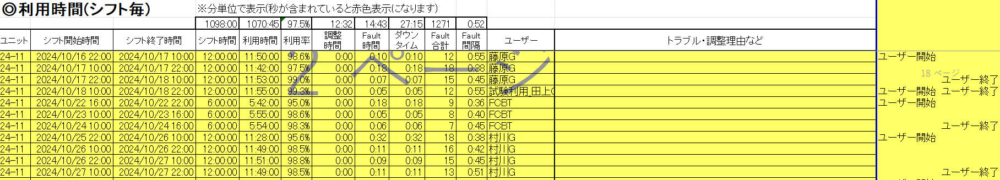 ◎利用時間(シフト毎) ※分単位で表示(秒が含まれていると赤色表示になります)
1098:00 1070:45 97.5% 12:32 14:43 27:15 1271 0:52
ユニット シフト開始時間 シフト終了時間 シフト時間 利用時間 利用率 調整時間 Fault時間 ダウンタイム Fault合計 Fault間隔 ユーザー トラブル・調整理由など
24-11 2024/10/16 22:00 2024/10/17 10:00 12:00:00 11:50:00 98.6% 0:00 0:10 0:10 12 0:55 藤原G ユーザー開始
24-11 2024/10/17 10:00 2024/10/17 22:00 12:00:00 11:42:00 97.5% 0:00 0:18 0:18 18 0:38 藤原G
24-11 2024/10/17 22:00 2024/10/18 10:00 12:00:00 11:53:00 99.0% 0:00 0:07 0:07 15 0:45 藤原G ユーザー終了
24-11 2024/10/18 10:00 2024/10/18 22:00 12:00:00 11:55:00 99.3% 0:00 0:05 0:05 12 0:55 試験利用_田上 ユーザー開始 ユーザー終了
24-11 2024/10/22 16:00 2024/10/22 22:00 6:00:00 5:42:00 95.0% 0:00 0:18 0:18 9 0:36 FCBT ユーザー開始
24-11 2024/10/23 10:00 2024/10/23 16:00 6:00:00 5:55:00 98.6% 0:00 0:05 0:05 8 0:40 FCBT
24-11 2024/10/24 10:00 2024/10/24 16:00 6:00:00 5:54:00 98.3% 0:00 0:06 0:06 7 0:45 FCBT ユーザー終了
24-11 2024/10/25 22:00 2024/10/26 10:00 12:00:00 11:28:00 95.6% 0:00 0:32 0:32 18 0:38 村川G ユーザー開始
24-11 2024/10/26 10:00 2024/10/26 22:00 12:00:00 11:49:00 98.5% 0:00 0:11 0:11 16 0:42 村川G
24-11 2024/10/26 22:00 2024/10/27 10:00 12:00:00 11:51:00 98.8% 0:00 0:09 0:09 15 0:45 村川G
24-11 2024/10/27 10:00 2024/10/27 22:00 12:00:00 11:49:00 98.5% 0:00 0:11 0:11 13 0:51 村川G ユーザー終了
2 ページ
18 ページ